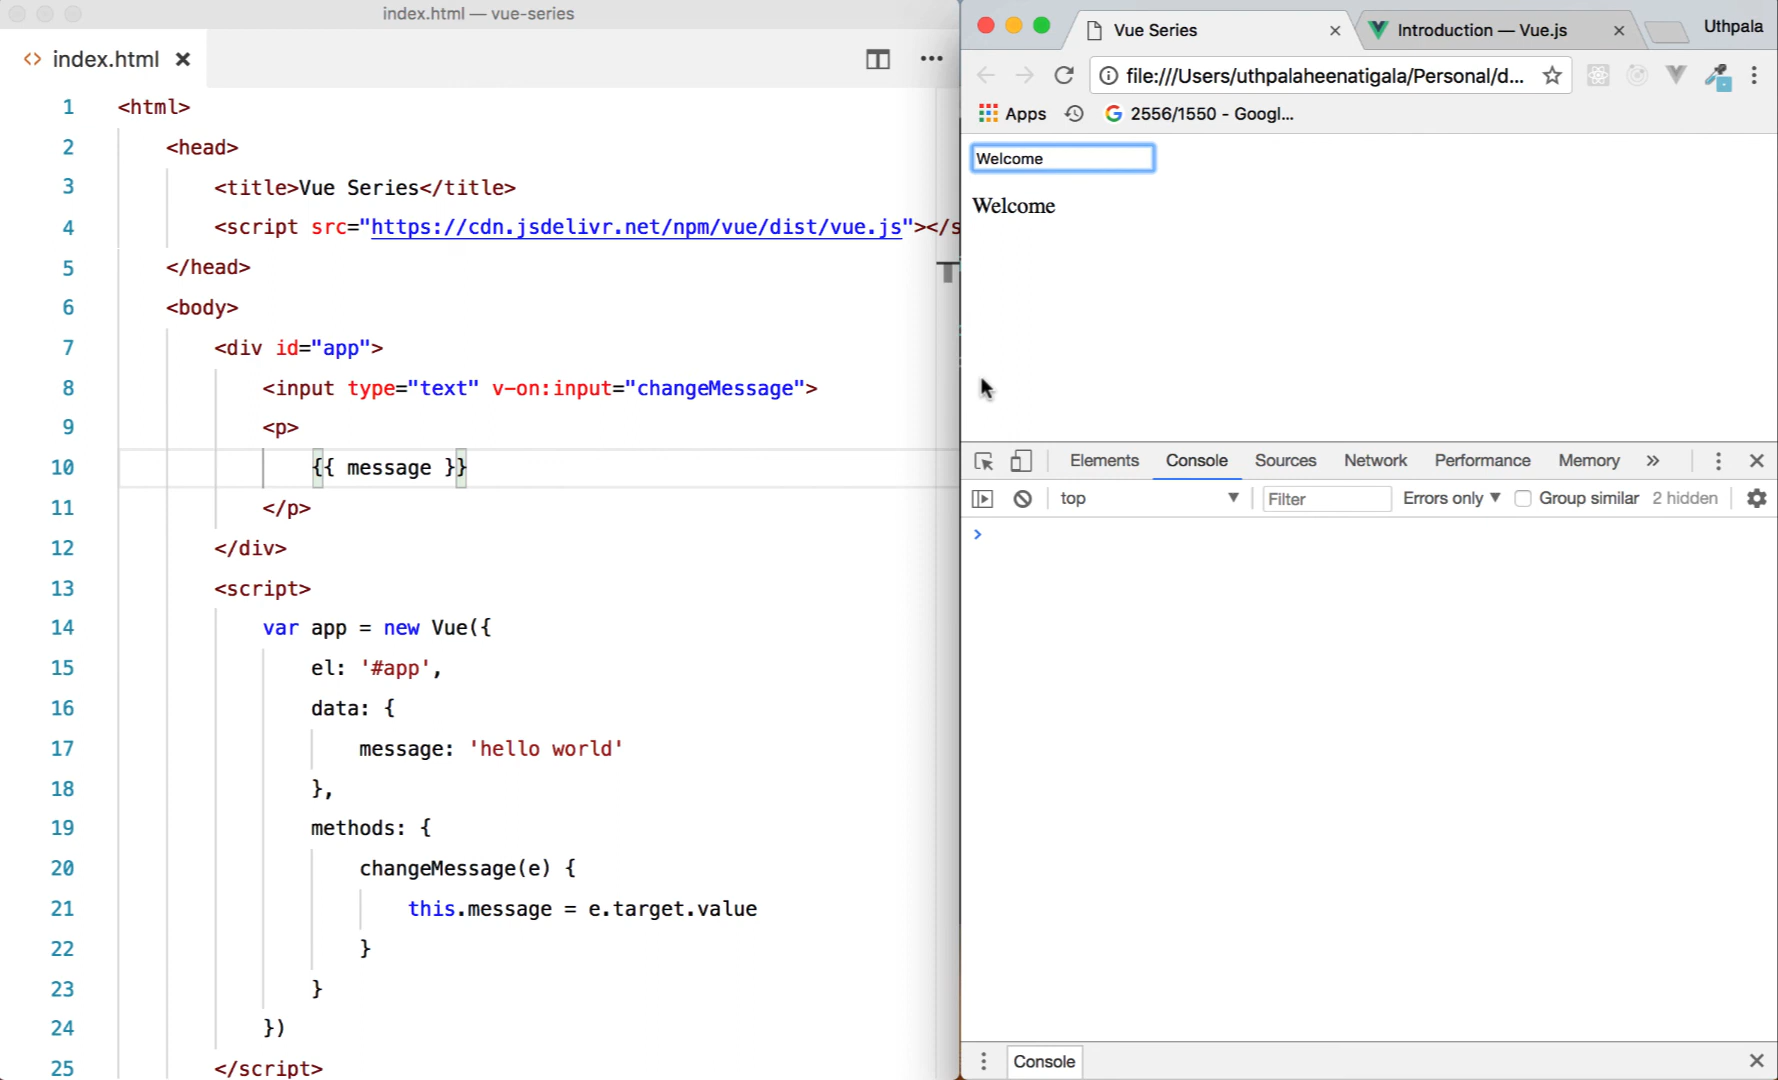 index.html — vue-series
index.html
1 <html>
2 <head>
3 <title>Vue Series</title>
4 <script src="https://cdn.jsdelivr.net/npm/vue/dist/vue.js"></s
5 </head>
6 <body>
7 <div id="app">
8 <input type="text" v-on:input="changeMessage">
9 <p>
10 {{ message }}
11 </p>
12 </div>
13 <script>
14 var app = new Vue({
15 el: '#app',
16 data: {
17 message: 'hello world'
18 },
19 methods: {
20 changeMessage(e) {
21 this.message = e.target.value
22 }
23 }
24 })
25 </script>
Vue Series
Introduction — Vue.js
Uthpala
file:///Users/uthpalaheenatigala/Personal/d...
Apps
2556/1550 - Googl...
Welcome
Welcome
Elements Console Sources Network Performance Memory »
top Filter Errors only Group similar 2 hidden
Console